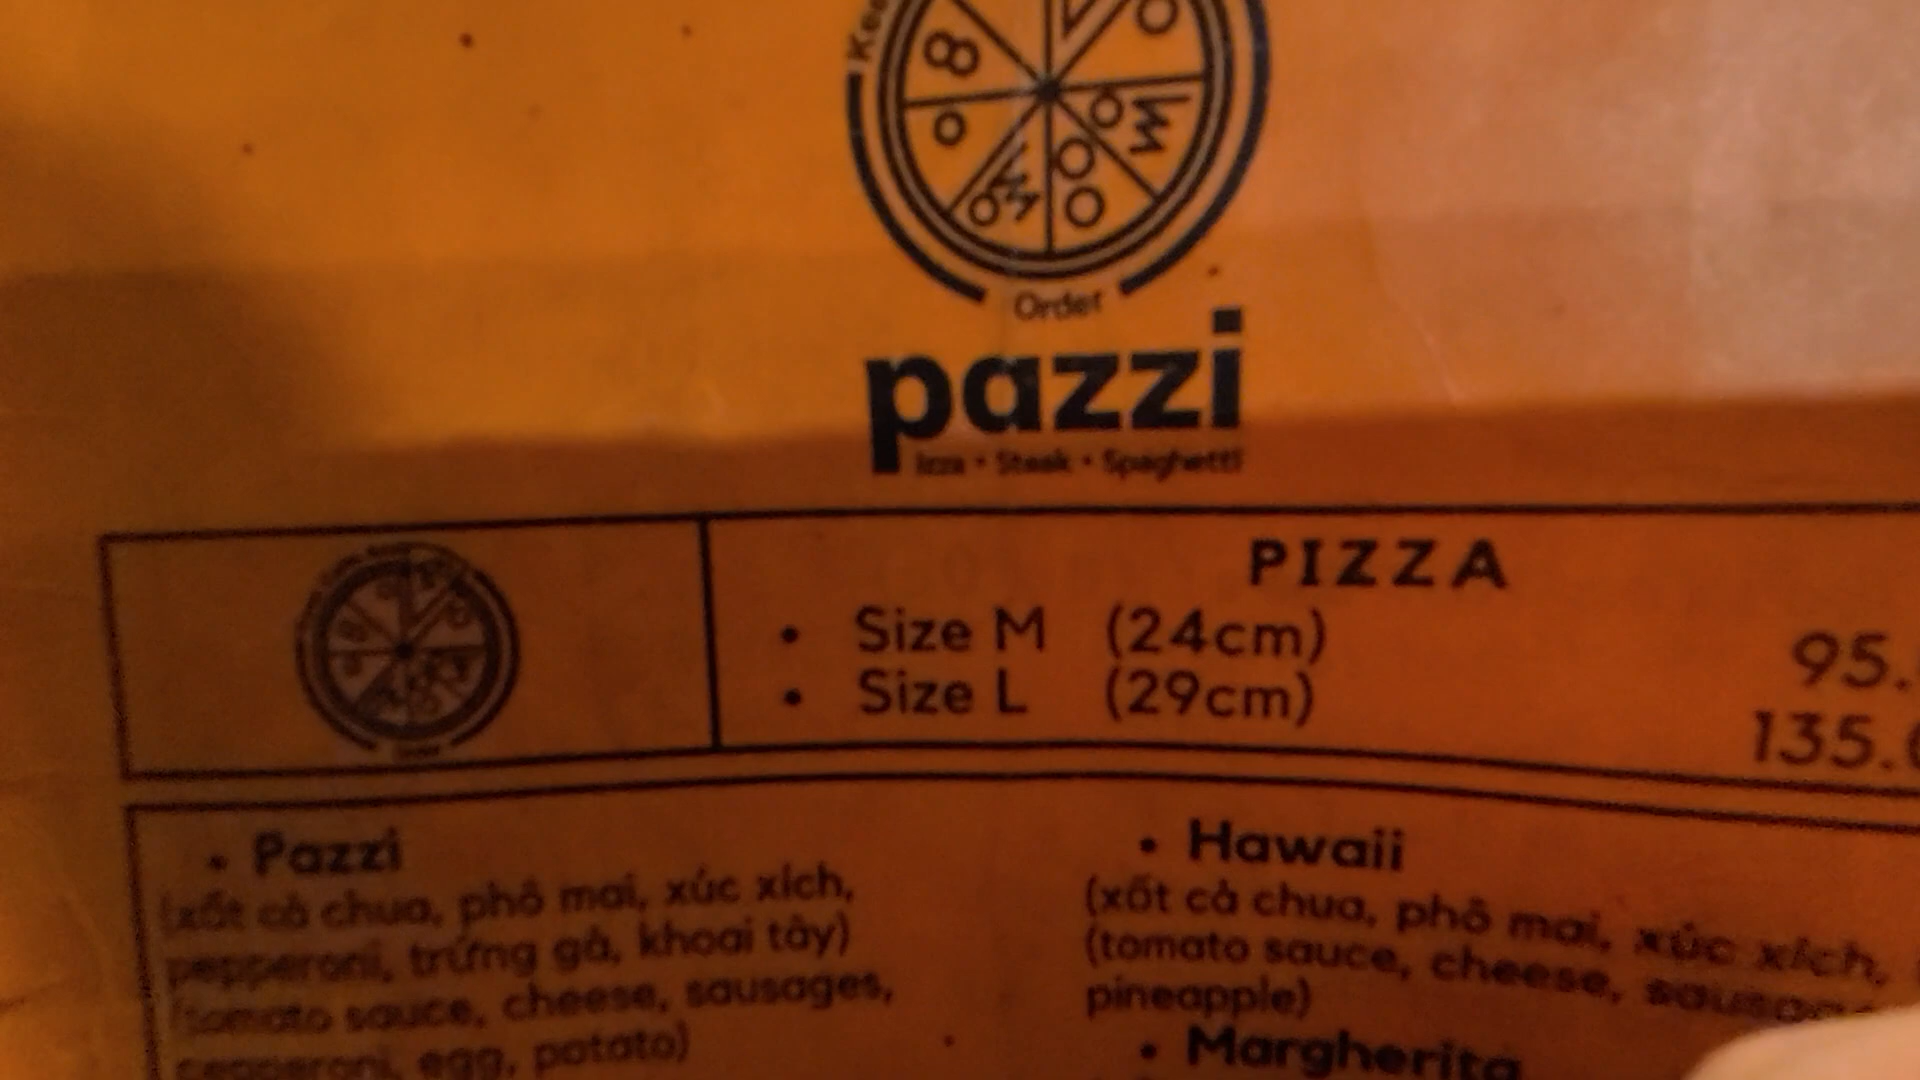 Order
pazzi
izza • Steak • Spaghetti
PIZZA
• Size M (24cm) 95.
• Size L (29cm) 135.
• Pazzi
(xốt cà chua, phô mai, xúc xích,
pepperoni, trứng gà, khoai tây)
(tomato sauce, cheese, sausages,
pepperoni, egg, potato)
• Hawaii
(xốt cà chua, phô mai, xúc xích,
(tomato sauce, cheese,
pineapple)
• Margherita